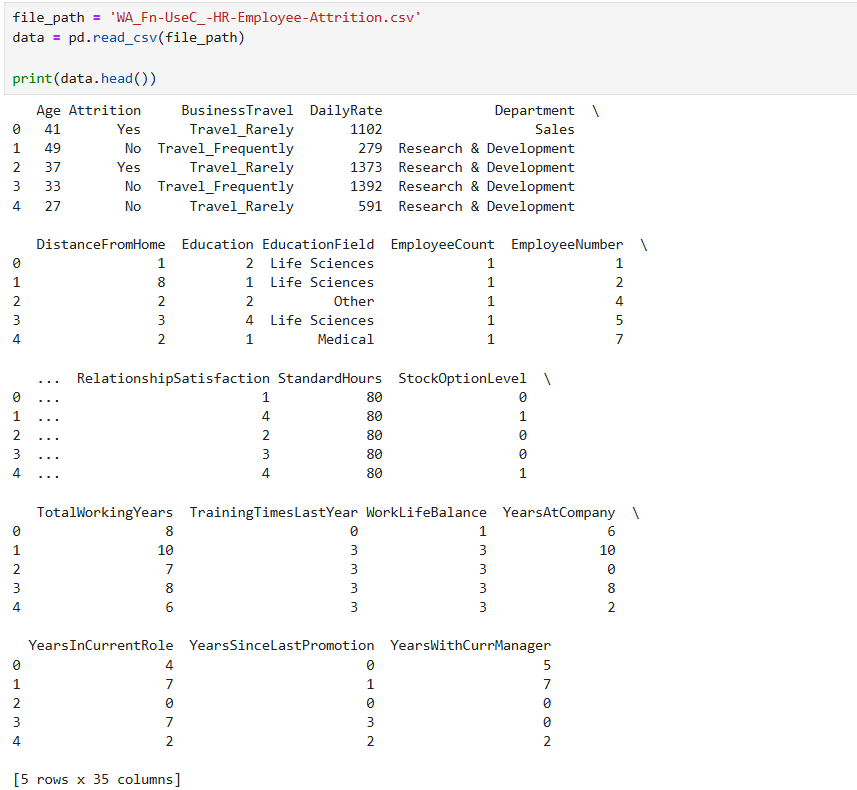 file_path = 'WA_Fn-UseC_-HR-Employee-Attrition.csv'
data = pd.read_csv(file_path)

print(data.head())
   Age Attrition     BusinessTravel  DailyRate              Department  \
0   41       Yes      Travel_Rarely       1102                   Sales
1   49        No  Travel_Frequently        279  Research & Development
2   37       Yes      Travel_Rarely       1373  Research & Development
3   33        No  Travel_Frequently       1392  Research & Development
4   27        No      Travel_Rarely        591  Research & Development

   DistanceFromHome  Education EducationField  EmployeeCount  EmployeeNumber  \
0                 1          2  Life Sciences              1               1
1                 8          1  Life Sciences              1               2
2                 2          2          Other              1               4
3                 3          4  Life Sciences              1               5
4                 2          1        Medical              1               7

   ...  RelationshipSatisfaction StandardHours  StockOptionLevel  \
0  ...                         1            80                 0
1  ...                         4            80                 1
2  ...                         2            80                 0
3  ...                         3            80                 0
4  ...                         4            80                 1

   TotalWorkingYears  TrainingTimesLastYear WorkLifeBalance  YearsAtCompany  \
0                  8                      0               1               6
1                 10                      3               3              10
2                  7                      3               3               0
3                  8                      3               3               8
4                  6                      3               3               2

  YearsInCurrentRole  YearsSinceLastPromotion  YearsWithCurrManager
0                  4                        0                     5
1                  7                        1                     7
2                  0                        0                     0
3                  7                        3                     0
4                  2                        2                     2

[5 rows x 35 columns]